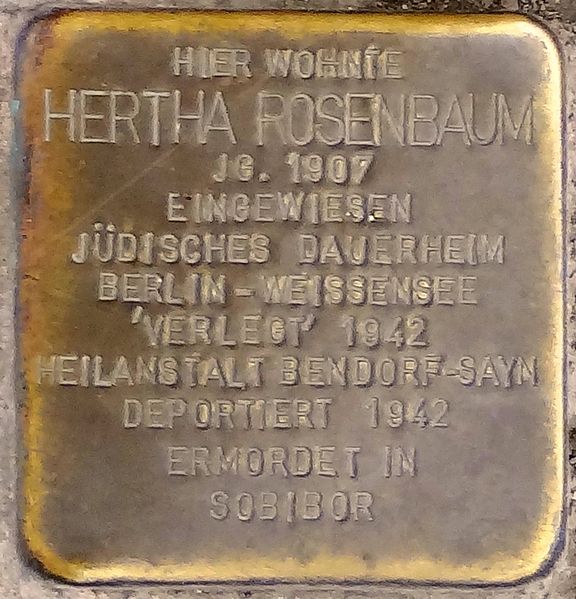 HIER WOHNTE
HERTHA ROSENBAUM
JG. 1907
EINGEWIESEN
JÜDISCHES DAUERHEIM
BERLIN-WEISSENSEE
'VERLEGT' 1942
HEILANSTALT BENDORF-SAYN
DEPORTIERT 1942
ERMORDET IN
SOBIBOR